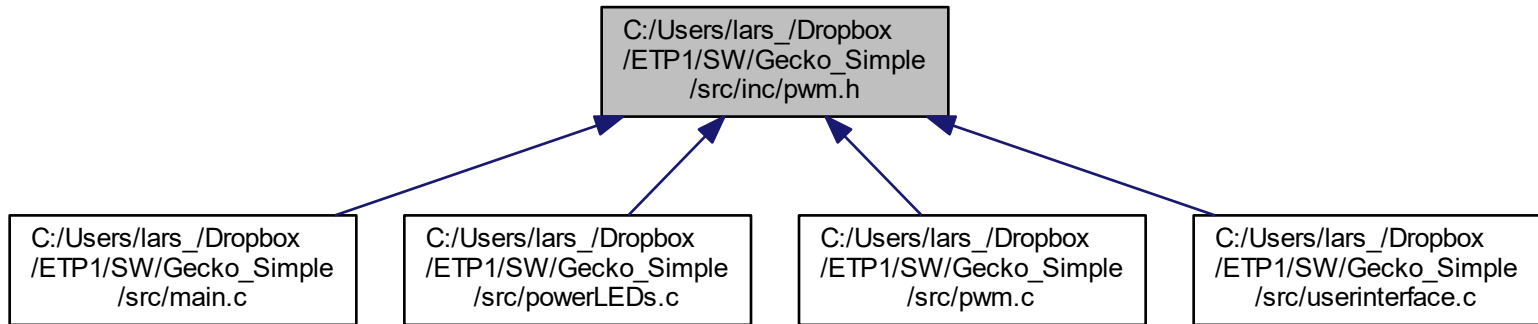 C:/Users/lars_/Dropbox
/ETP1/SW/Gecko_Simple
/src/inc/pwm.h
C:/Users/lars_/Dropbox
/ETP1/SW/Gecko_Simple
/src/main.c
C:/Users/lars_/Dropbox
/ETP1/SW/Gecko_Simple
/src/powerLEDs.c
C:/Users/lars_/Dropbox
/ETP1/SW/Gecko_Simple
/src/pwm.c
C:/Users/lars_/Dropbox
/ETP1/SW/Gecko_Simple
/src/userinterface.c